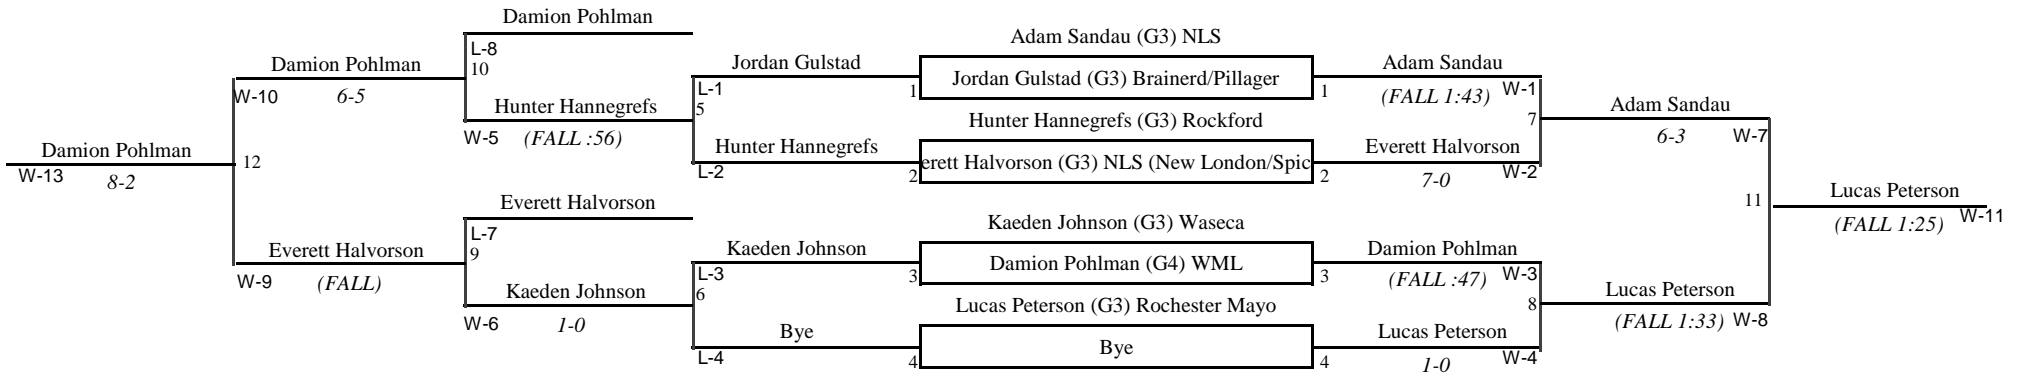 Damion Pohlman
L-8
10
Damion Pohlman
W-10
6-5
Hunter Hannegrefs
W-5
(FALL :56)
Jordan Gulstad
L-1
5
Hunter Hannegrefs
L-2
Adam Sandau (G3) NLS
Jordan Gulstad (G3) Brainerd/Pillager
1
1
Hunter Hannegrefs (G3) Rockford
erett Halvorson (G3) NLS (New London/Spic
2
2
Adam Sandau
(FALL 1:43)
W-1
7
Everett Halvorson
7-0
W-2
Adam Sandau
6-3
W-7
Damion Pohlman
W-13
8-2
12
Everett Halvorson
L-7
9
Everett Halvorson
W-9
(FALL)
Kaeden Johnson
W-6
1-0
Kaeden Johnson
L-3
6
Bye
L-4
Kaeden Johnson (G3) Waseca
Damion Pohlman (G4) WML
3
3
Lucas Peterson (G3) Rochester Mayo
Bye
4
4
Damion Pohlman
(FALL :47)
W-3
8
Lucas Peterson
1-0
W-4
Lucas Peterson
(FALL 1:33)
W-8
11
Lucas Peterson
(FALL 1:25)
W-11